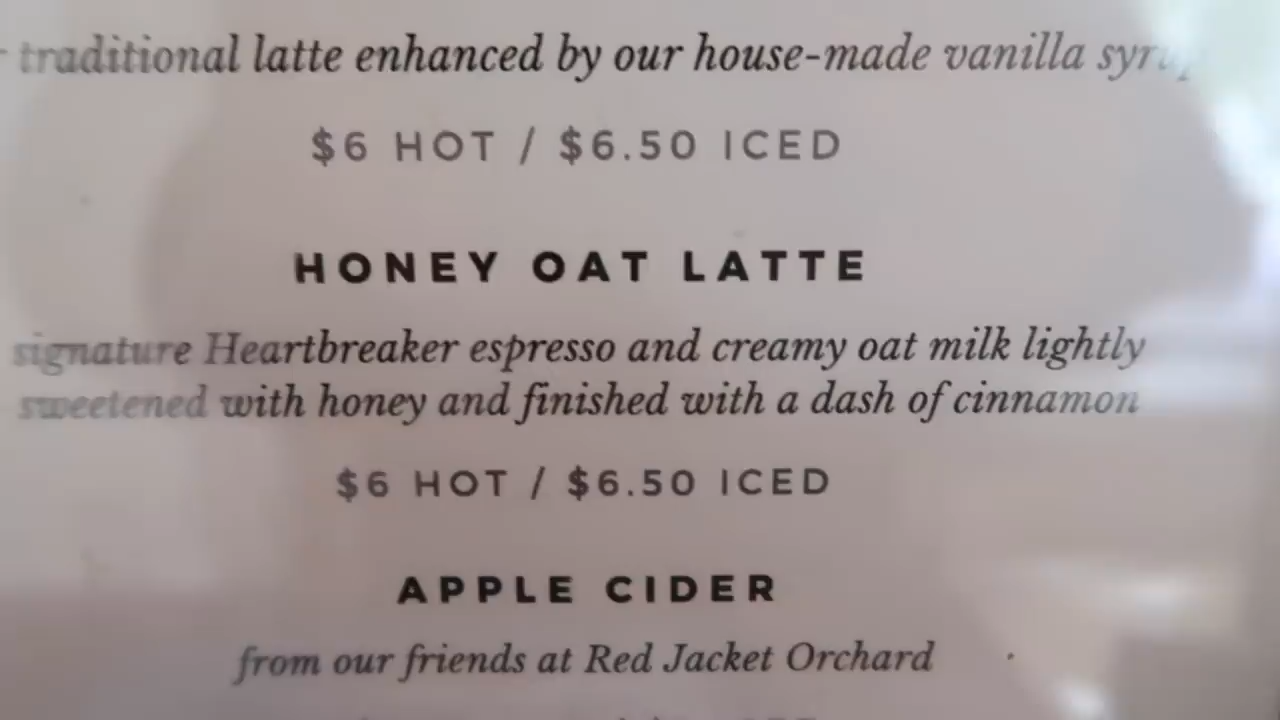 traditional latte enhanced by our house-made vanilla syrup
$6 HOT / $6.50 ICED
HONEY OAT LATTE
signature Heartbreaker espresso and creamy oat milk lightly
sweetened with honey and finished with a dash of cinnamon
$6 HOT / $6.50 ICED
APPLE CIDER
from our friends at Red Jacket Orchard